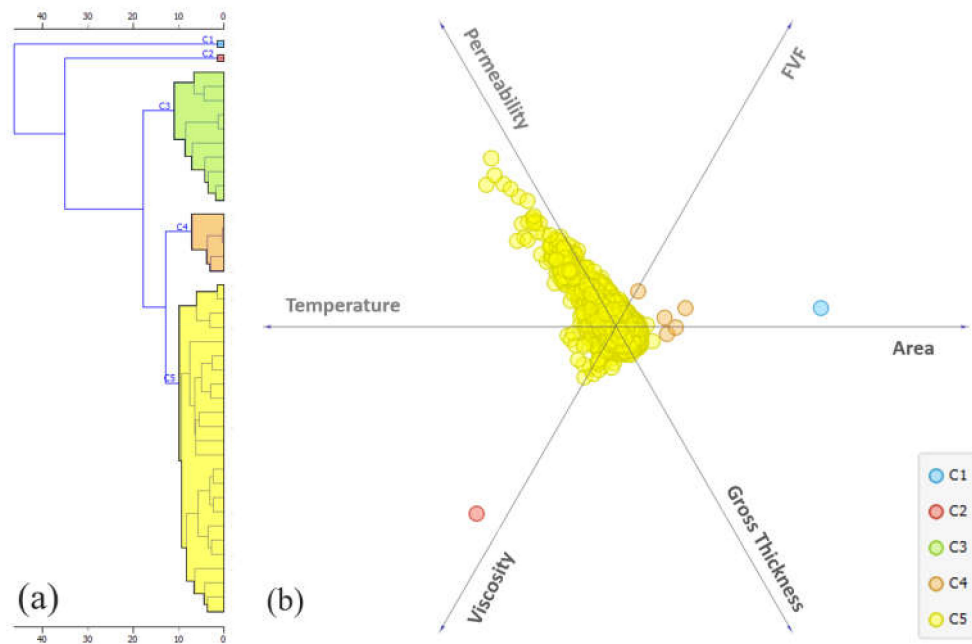 40 30 20 10 0
C1
C2
C3
C4
C5
40 30 20 10 0
(a)
Permeability
FVF
Temperature
Area
Viscosity
Gross Thickness
(b)
C1
C2
C3
C4
C5